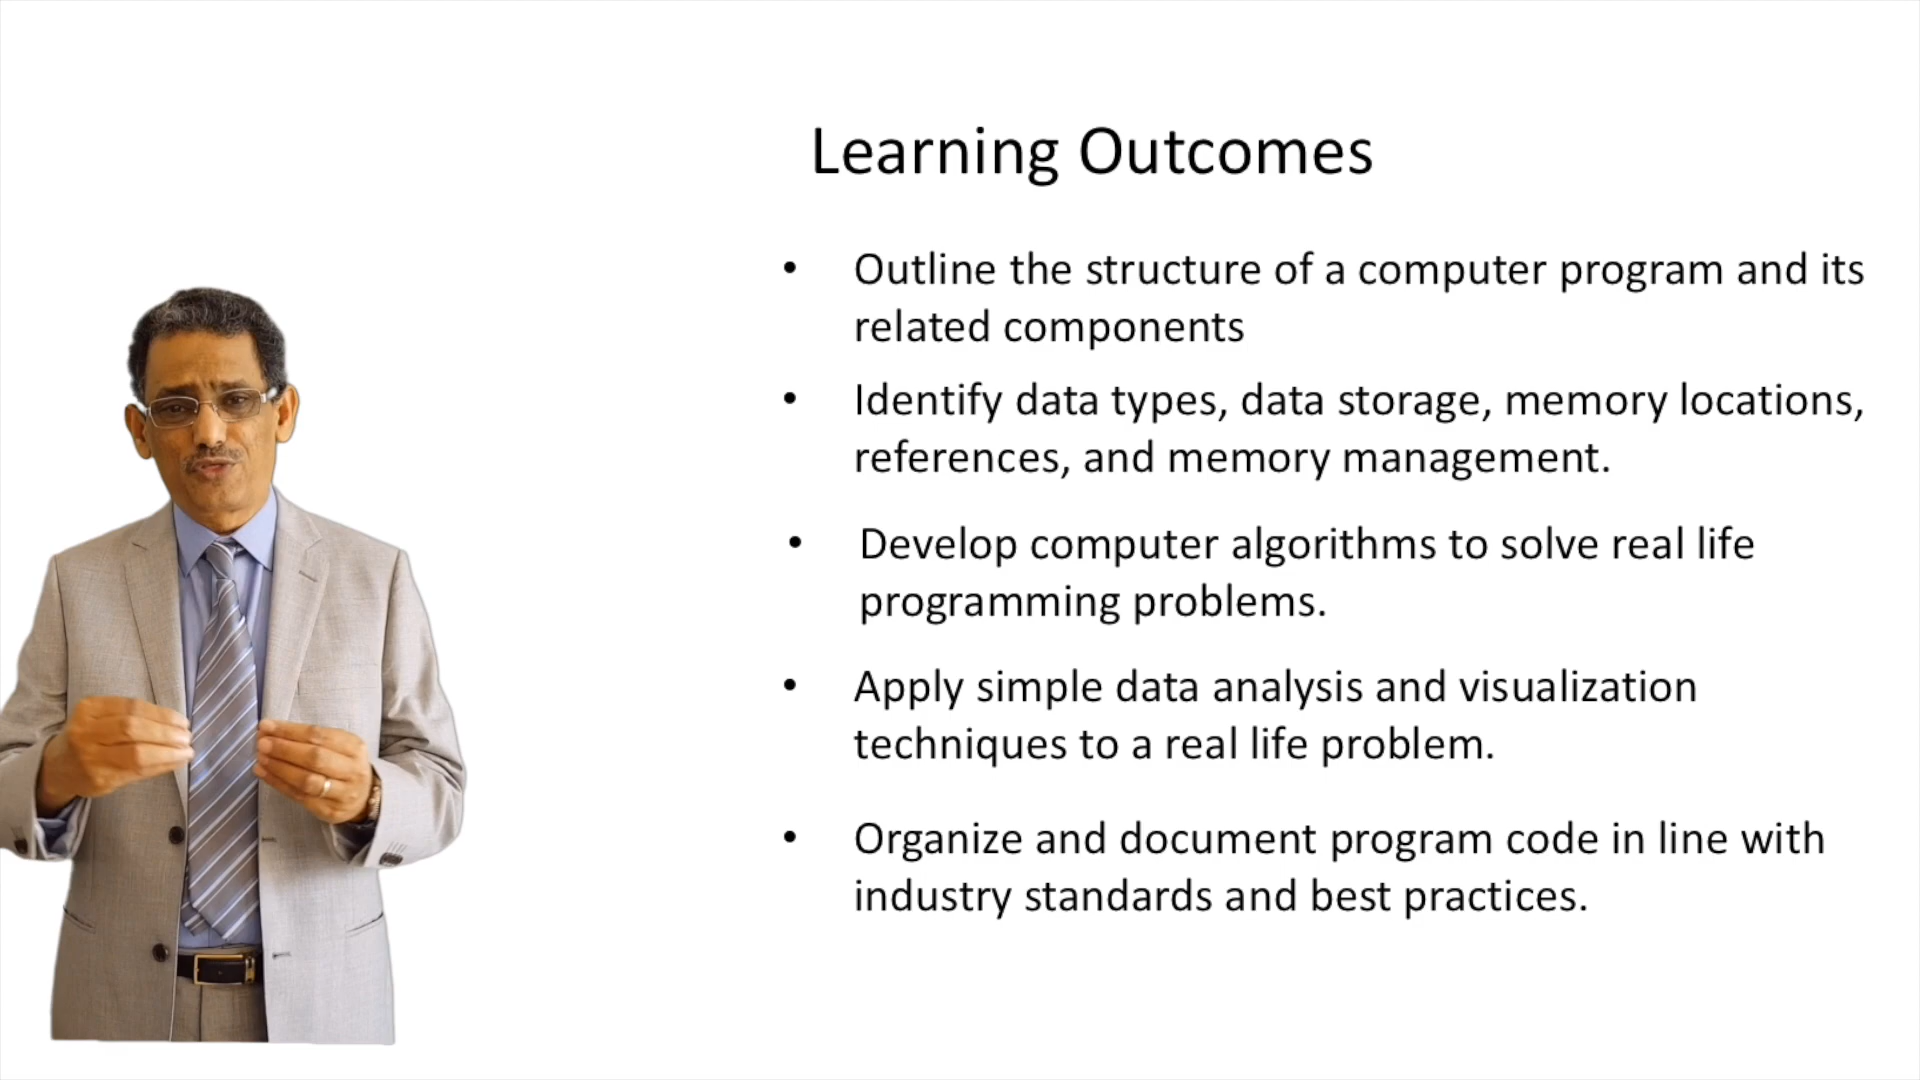 Learning Outcomes
• Outline the structure of a computer program and its
related components
• Identify data types, data storage, memory locations,
references, and memory management.
• Develop computer algorithms to solve real life
programming problems.
• Apply simple data analysis and visualization
techniques to a real life problem.
• Organize and document program code in line with
industry standards and best practices.